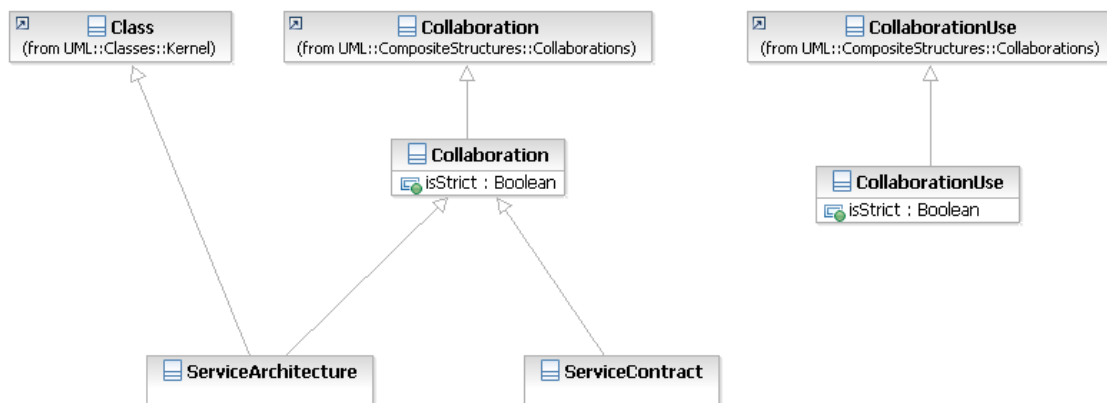 Class
(from UML::Classes::Kernel)
Collaboration
(from UML::CompositeStructures::Collaborations)
CollaborationUse
(from UML::CompositeStructures::Collaborations)
Collaboration
isStrict : Boolean
CollaborationUse
isStrict : Boolean
ServiceArchitecture
ServiceContract